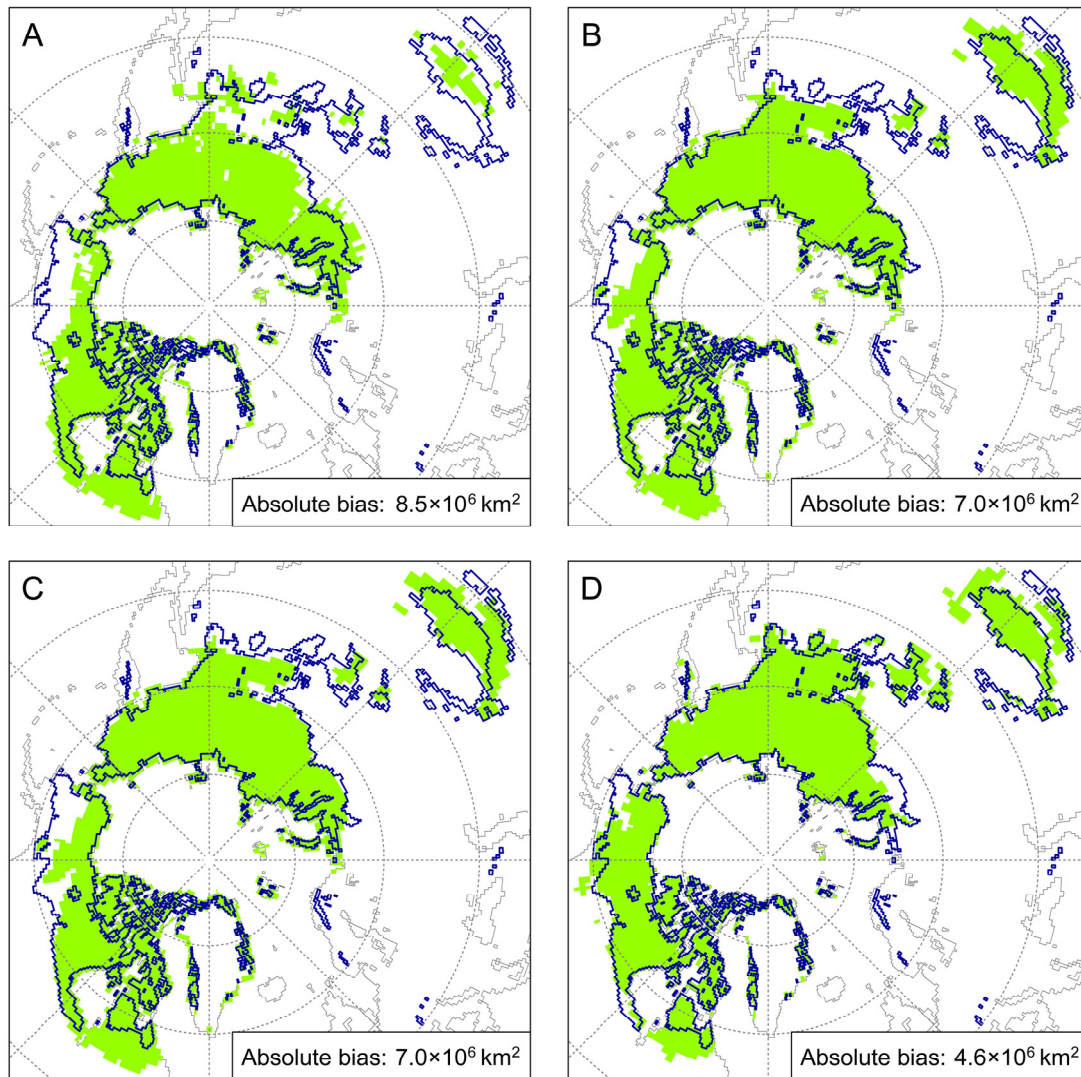 A
B
Absolute bias: 8.5×10⁶ km²
Absolute bias: 7.0×10⁶ km²
C
D
Absolute bias: 7.0×10⁶ km²
Absolute bias: 4.6×10⁶ km²